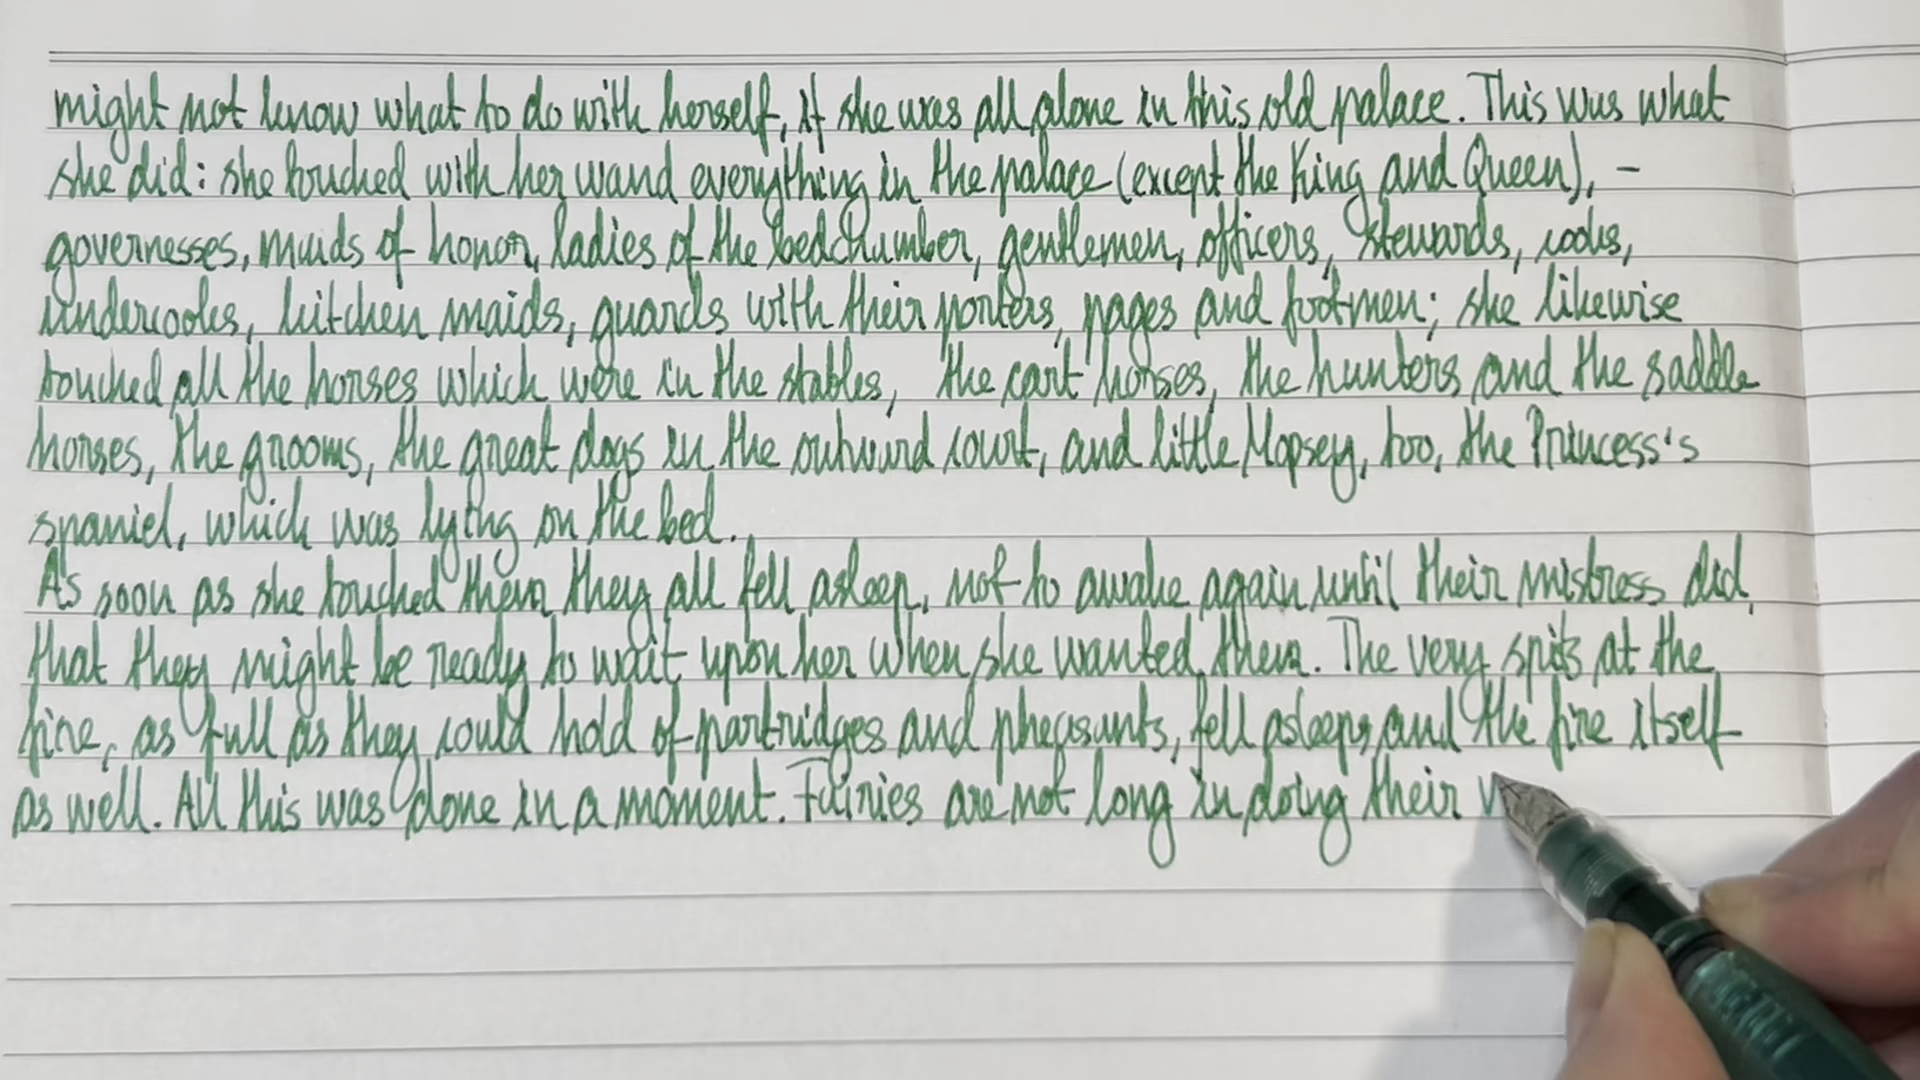 might not know what to do with herself, if she was all alone in this old palace. This was what
she did: she touched with her wand everything in the palace (except the King and Queen), -
governesses, maids of honor, ladies of the bedchamber, gentlemen, officers, stewards, cooks,
undercooks, kitchen maids, guards with their porters, pages and footmen; she likewise
touched all the horses which were in the stables, the cart horses, the hunters and the saddle
horses, the grooms, the great dogs in the outward court, and little Mopsey, too, the Princess's
spaniel, which was lying on the bed.
As soon as she touched them they all fell asleep, not to awake again until their mistress did,
that they might be ready to wait upon her when she wanted them. The very spits at the
fire, as full as they could hold of partridges and pheasants, fell asleep, and the fire itself
as well. All this was done in a moment. Fairies are not long in doing their